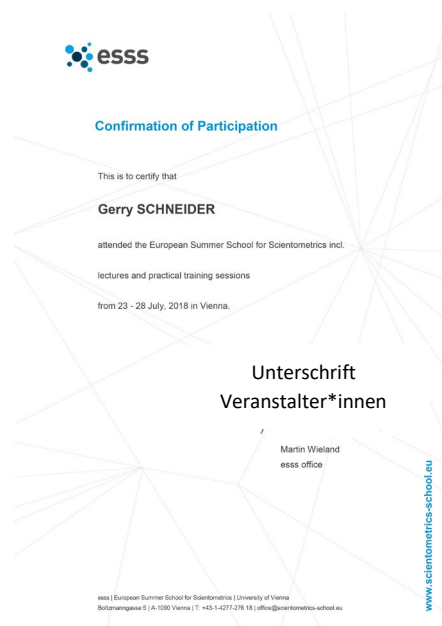 esss
Confirmation of Participation
This is to certify that
Gerry SCHNEIDER
attended the European Summer School for Scientometrics incl.
lectures and practical training sessions
from 23 - 28 July, 2018 in Vienna.
Unterschrift
Veranstalter*innen
Martin Wieland
esss office
www.scientometrics-school.eu
esss | European Summer School for Scientometrics | University of Vienna
Boltzmanngasse 5 | A-1090 Vienna | T: +43-1-4277-276 18 | office@scientometrics-school.eu